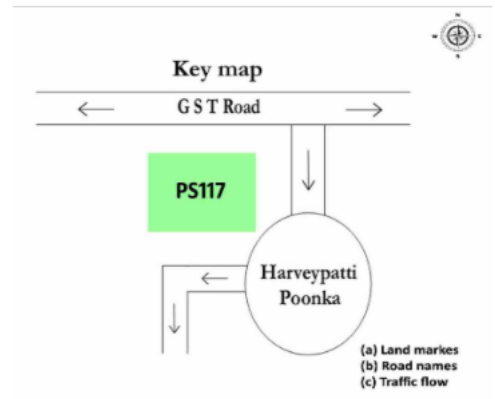 N
W E
S
Key map
G S T Road
PS117
Harveypatti
Poonka
(a) Land markes
(b) Road names
(c) Traffic flow